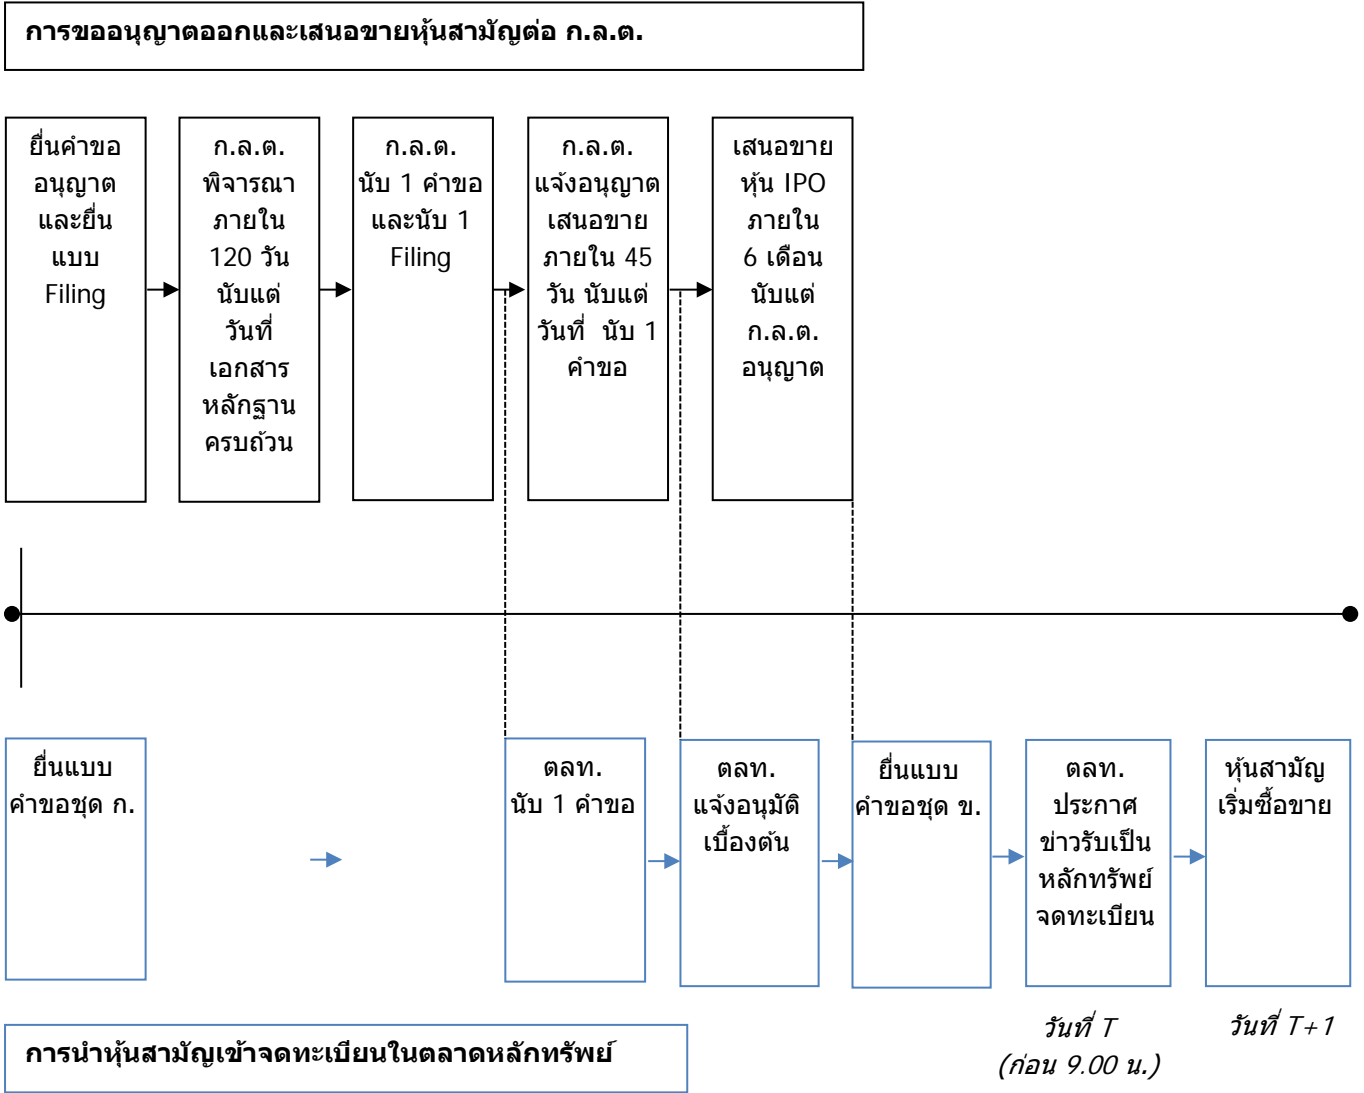 การขออนุญาตออกและเสนอขายหุ้นสามัญต่อ ก.ล.ต.
ยื่นคำขอ
อนุญาต
และยื่น
แบบ
Filing
ก.ล.ต.
พิจารณา
ภายใน
120 วัน
นับแต่
วันที่
เอกสาร
หลักฐาน
ครบถ้วน
ก.ล.ต.
นับ 1 คำขอ
และนับ 1
Filing
ก.ล.ต.
แจ้งอนุญาต
เสนอขาย
ภายใน 45
วัน นับแต่
วันที่ นับ 1
คำขอ
เสนอขาย
หุ้น IPO
ภายใน
6 เดือน
นับแต่
ก.ล.ต.
อนุญาต
ยื่นแบบ
คำขอชุด ก.
ตลท.
นับ 1 คำขอ
ตลท.
แจ้งอนุมัติ
เบื้องต้น
ยื่นแบบ
คำขอชุด ข.
ตลท.
ประกาศ
ข่าวรับเป็น
หลักทรัพย์
จดทะเบียน
หุ้นสามัญ
เริ่มซื้อขาย
วันที่ T
(ก่อน 9.00 น.)
วันที่ T+1
การนำหุ้นสามัญเข้าจดทะเบียนในตลาดหลักทรัพย์